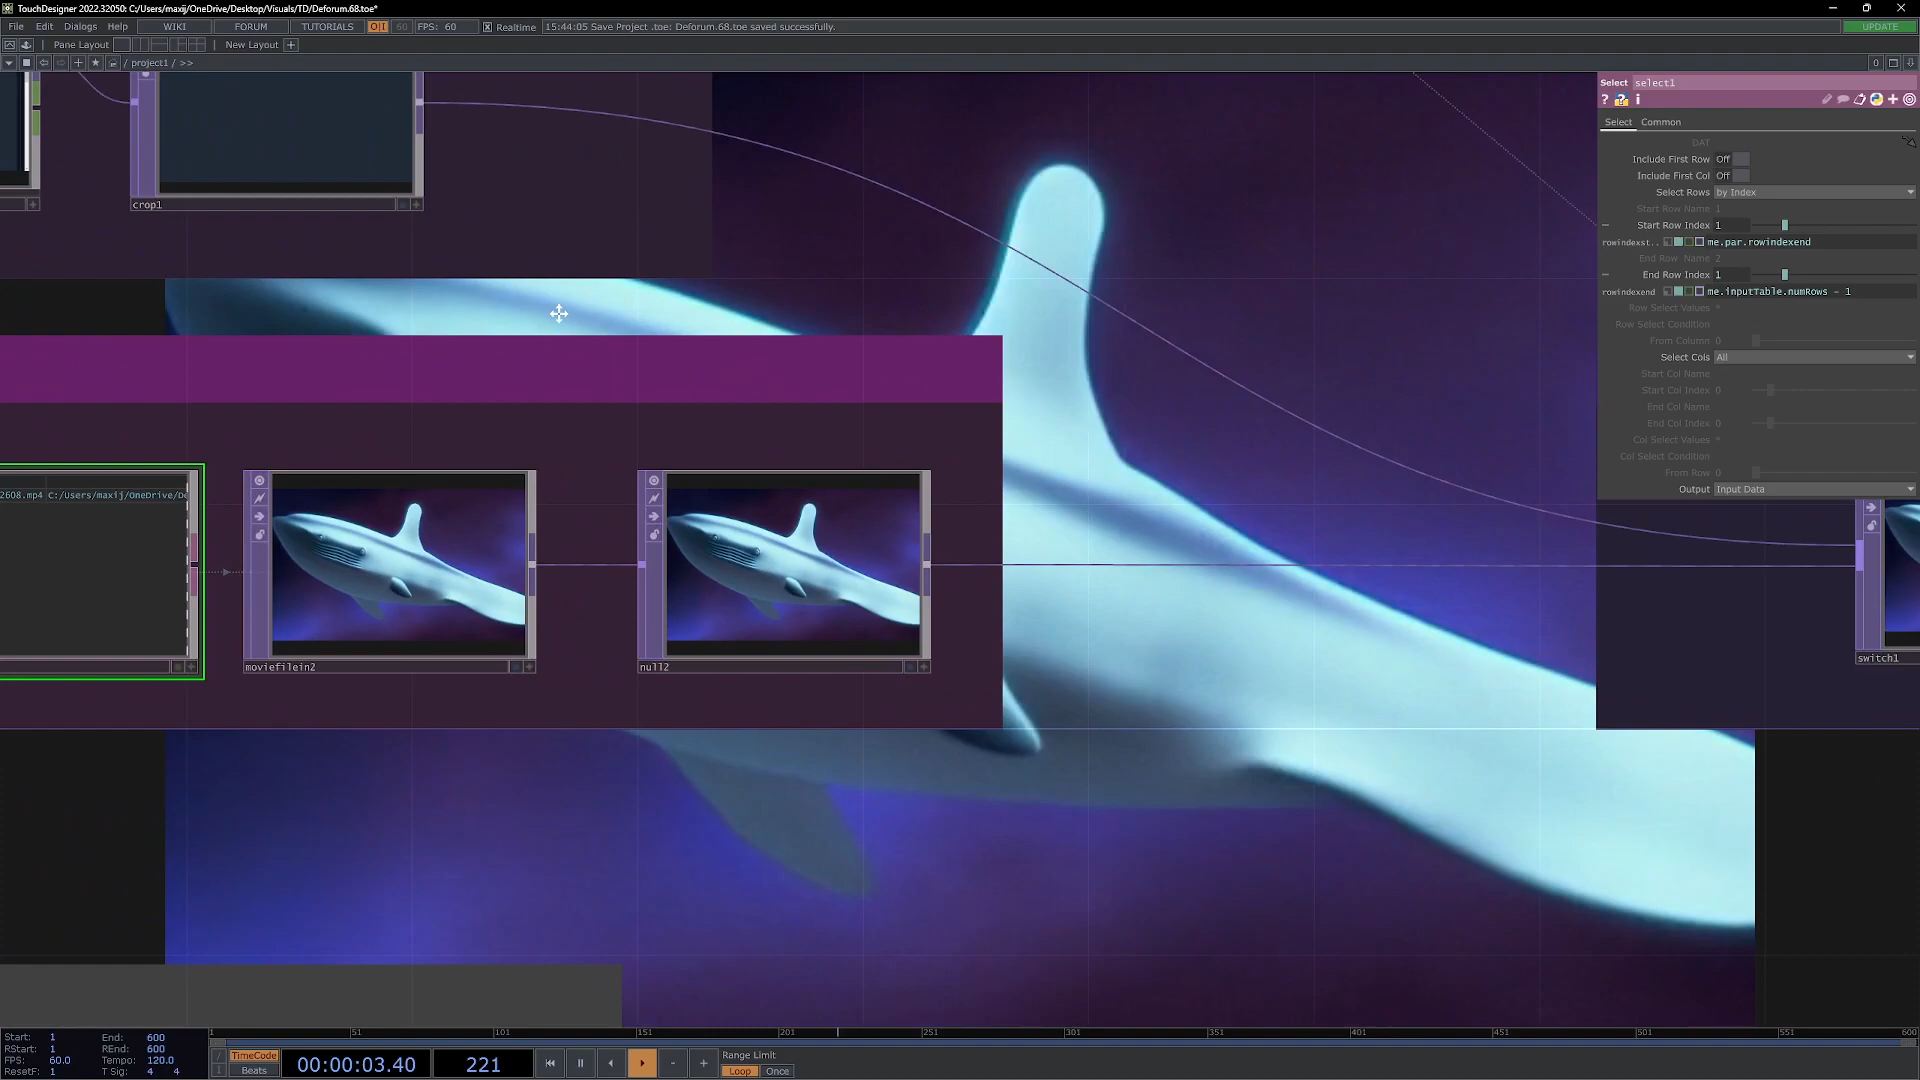 TouchDesigner 2022.32050: C:/Users/maxij/OneDrive/Desktop/Visuals/TD/Deforum.68.toe*
File Edit Dialogs Help WIKI FORUM TUTORIALS O|I 60 FPS: 60 Realtime 15:44:05 Save Project .toe: Deforum.68.toe saved successfully. UPDATE
Pane Layout New Layout +
/ project1 / >> 0
Select select1
? ? i
Select Common
DAT
Include First Row Off
Include First Col Off
Select Rows by Index
Start Row Name 1
Start Row Index 1
rowindexst.. me.par.rowindexend
End Row Name 2
End Row Index 1
rowindexend me.inputTable.numRows - 1
Row Select Values *
Row Select Condition
From Column 0
Select Cols All
Start Col Name
Start Col Index 0
End Col Name
End Col Index 0
Col Select Values *
Col Select Condition
From Row 0
Output Input Data
crop1
2608.mp4 C:/Users/maxij/OneDrive/De
moviefilein2
null2
switch1
1 51 101 151 201 251 301 351 401 451 501 551 600
Start: 1 End: 600
RStart: 1 REnd: 600
FPS: 60.0 Tempo: 120.0
ResetF: 1 T Sig: 4 4
TimeCode
Beats
00:00:03.40 221
- +
Range Limit
Loop Once